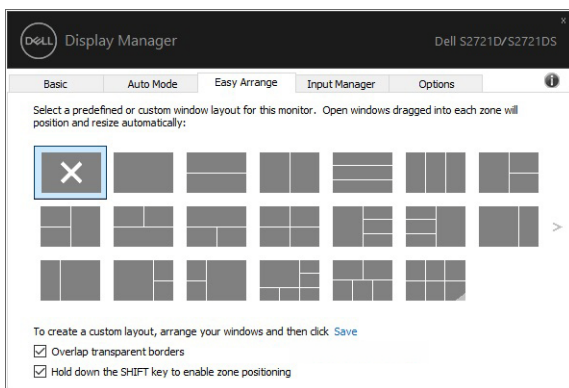 x
DELL Display Manager Dell S2721D/S2721DS
Basic Auto Mode Easy Arrange Input Manager Options i
Select a predefined or custom window layout for this monitor. Open windows dragged into each zone will
position and resize automatically:
>
To create a custom layout, arrange your windows and then click Save
Overlap transparent borders
Hold down the SHIFT key to enable zone positioning